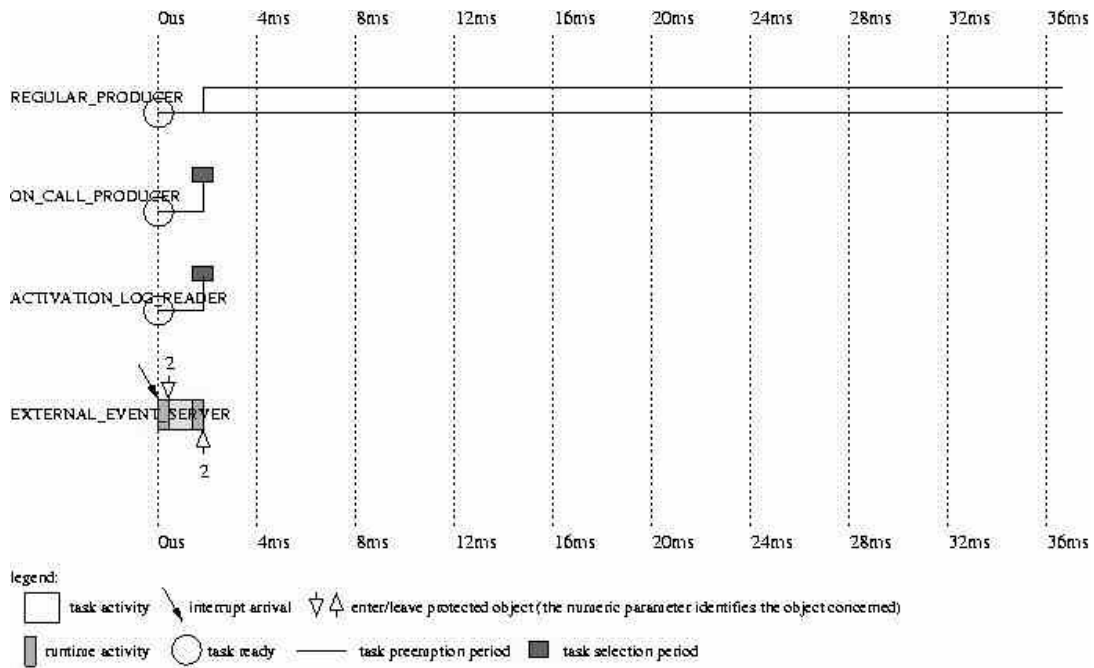 0us 4ms 8ms 12ms 16ms 20ms 24ms 28ms 32ms 36ms
REGULAR_PRODUCER
ON_CALL_PRODUCER
ACTIVATION_LOG_READER
2
EXTERNAL_EVENT_SERVER
2
0us 4ms 8ms 12ms 16ms 20ms 24ms 28ms 32ms 36ms
legend:
task activity interrupt arrival enter/leave protected object (the numeric parameter identifies the object concerned)
runtime activity task ready task preemption period task selection period